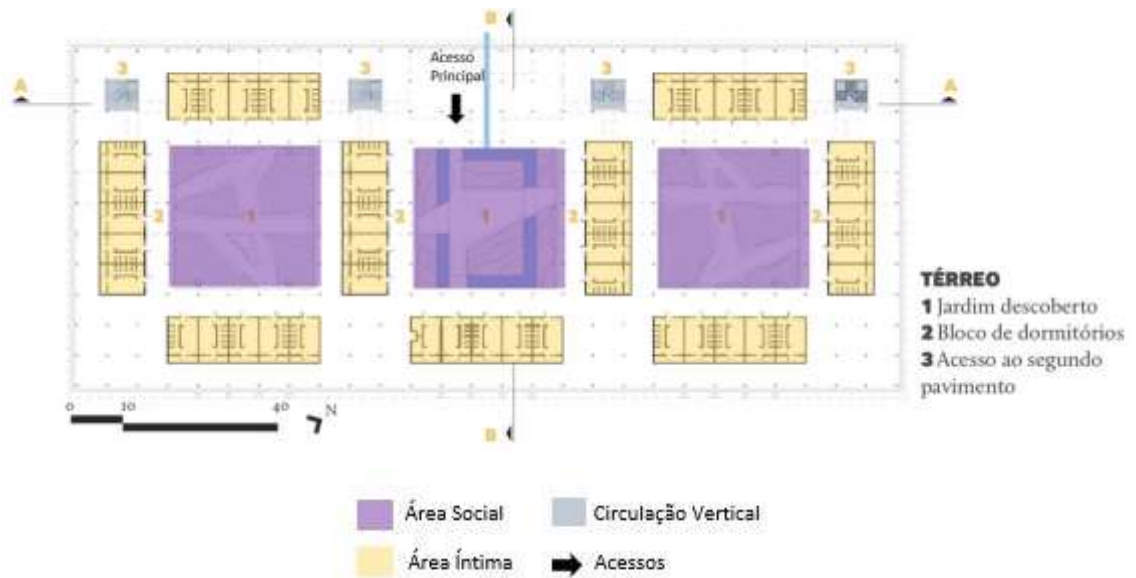 B
Acesso
Principal
3
3
3
3
A
A
2
1
2
1
2
1
2
TÉRREO
1 Jardim descoberto
2 Bloco de dormitórios
3 Acesso ao segundo
pavimento
0
10
40
N
B
Área Social
Circulação Vertical
Área Íntima
Acessos